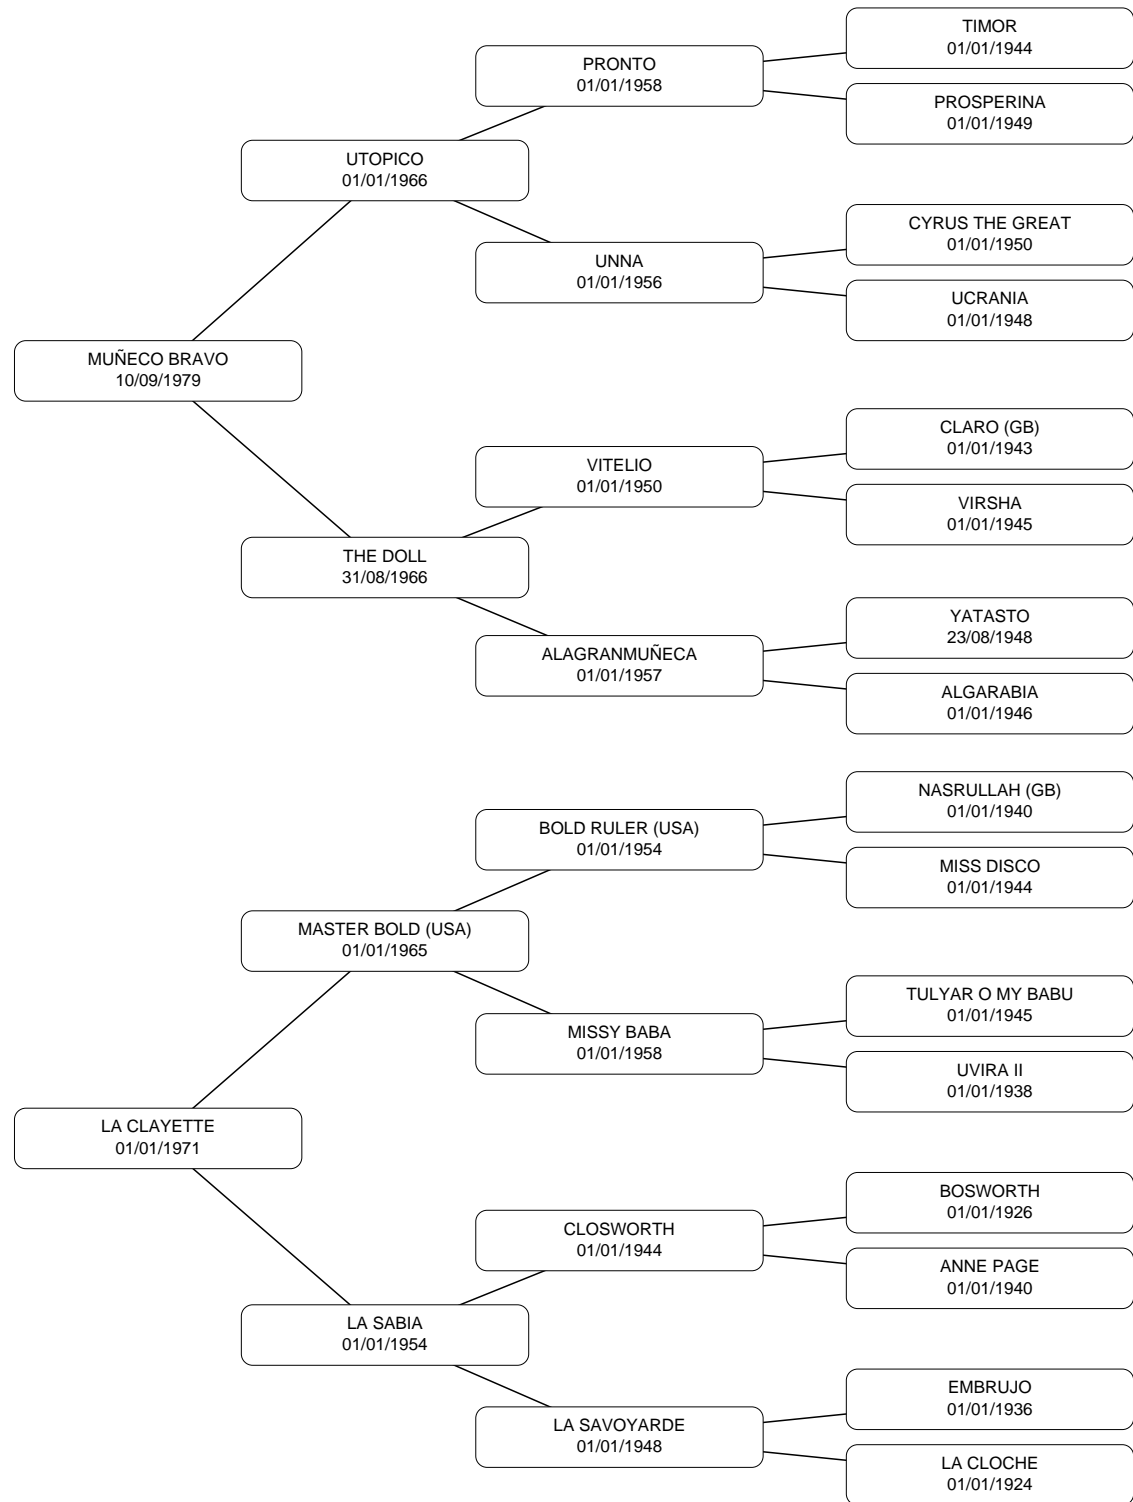 TIMOR
01/01/1944
PRONTO
01/01/1958
PROSPERINA
01/01/1949
UTOPICO
01/01/1966
CYRUS THE GREAT
01/01/1950
UNNA
01/01/1956
UCRANIA
01/01/1948
MUÑECO BRAVO
10/09/1979
CLARO (GB)
01/01/1943
VITELIO
01/01/1950
VIRSHA
01/01/1945
THE DOLL
31/08/1966
YATASTO
23/08/1948
ALAGRANMUÑECA
01/01/1957
ALGARABIA
01/01/1946
NASRULLAH (GB)
01/01/1940
BOLD RULER (USA)
01/01/1954
MISS DISCO
01/01/1944
MASTER BOLD (USA)
01/01/1965
TULYAR O MY BABU
01/01/1945
MISSY BABA
01/01/1958
UVIRA II
01/01/1938
LA CLAYETTE
01/01/1971
BOSWORTH
01/01/1926
CLOSWORTH
01/01/1944
ANNE PAGE
01/01/1940
LA SABIA
01/01/1954
EMBRUJO
01/01/1936
LA SAVOYARDE
01/01/1948
LA CLOCHE
01/01/1924